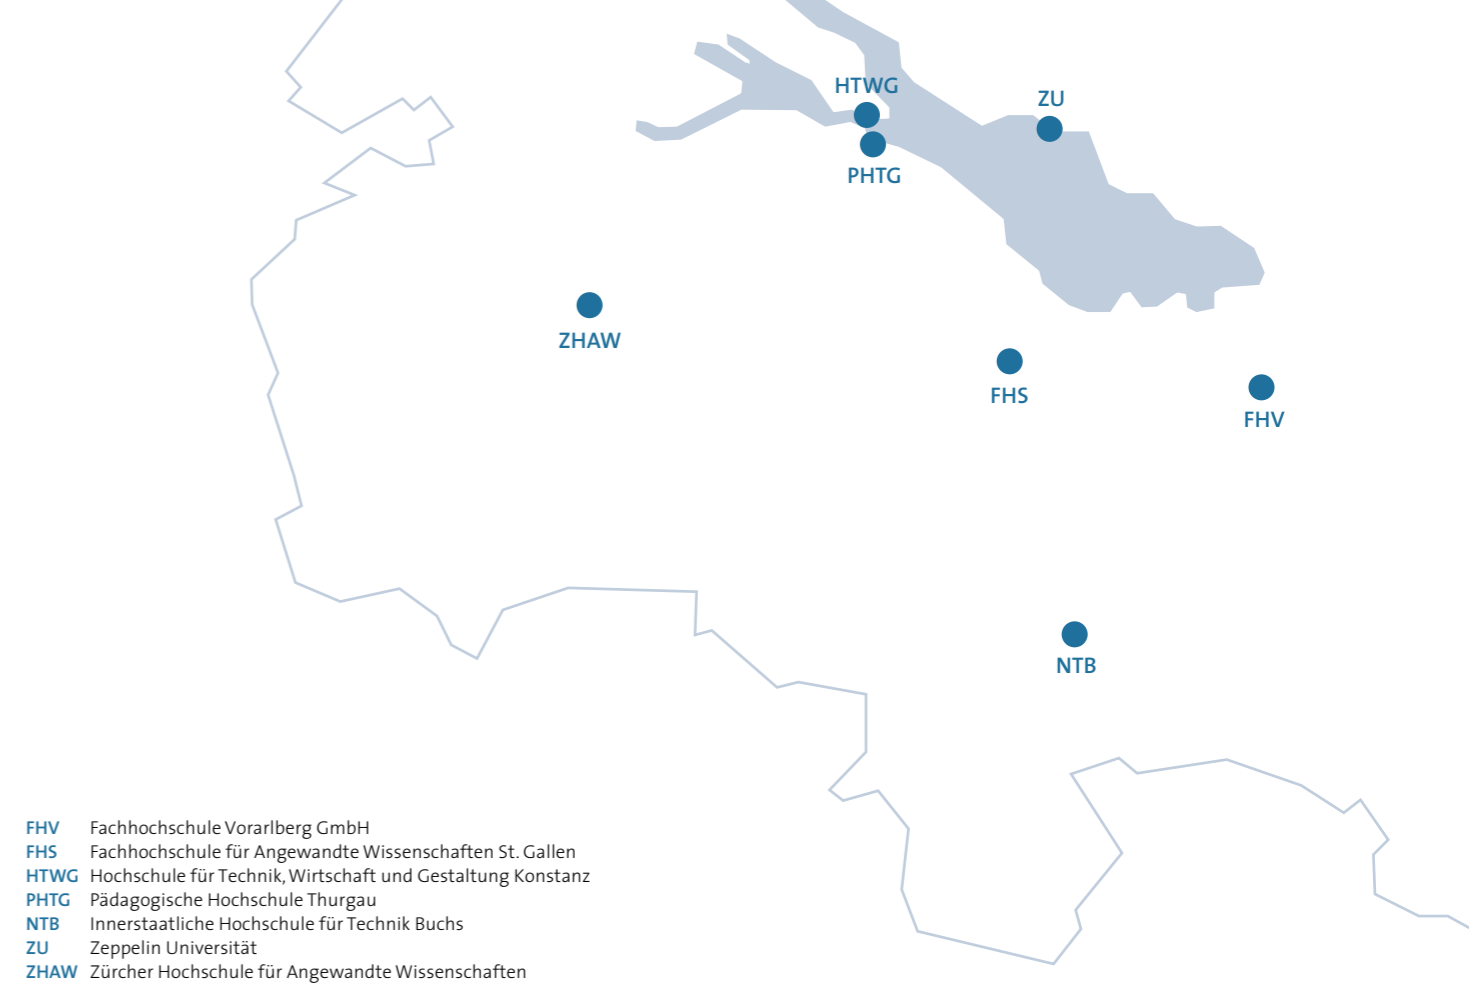 HTWG
ZU
PHTG
ZHAW
FHS
FHV
NTB
FHV Fachhochschule Vorarlberg GmbH
FHS Fachhochschule für Angewandte Wissenschaften St. Gallen
HTWG Hochschule für Technik, Wirtschaft und Gestaltung Konstanz
PHTG Pädagogische Hochschule Thurgau
NTB Innerstaatliche Hochschule für Technik Buchs
ZU Zeppelin Universität
ZHAW Zürcher Hochschule für Angewandte Wissenschaften